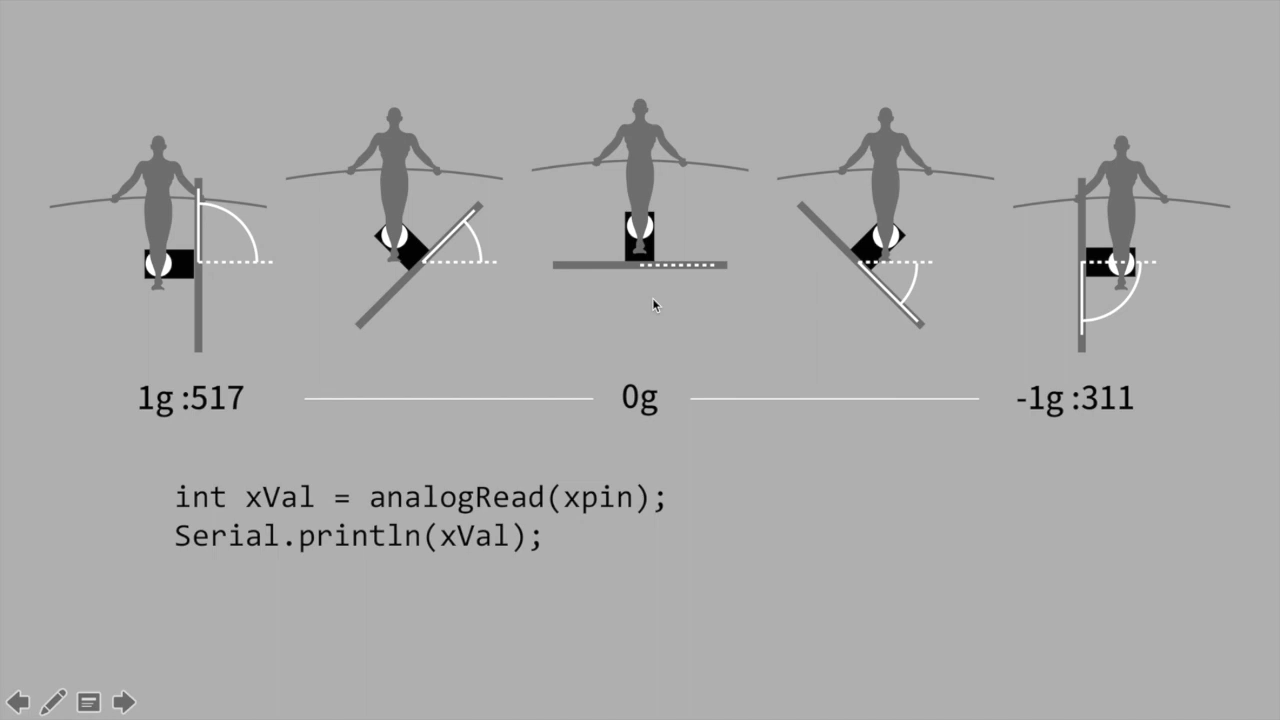 1g :517
0g
-1g :311
int xVal = analogRead(xpin);
Serial.println(xVal);